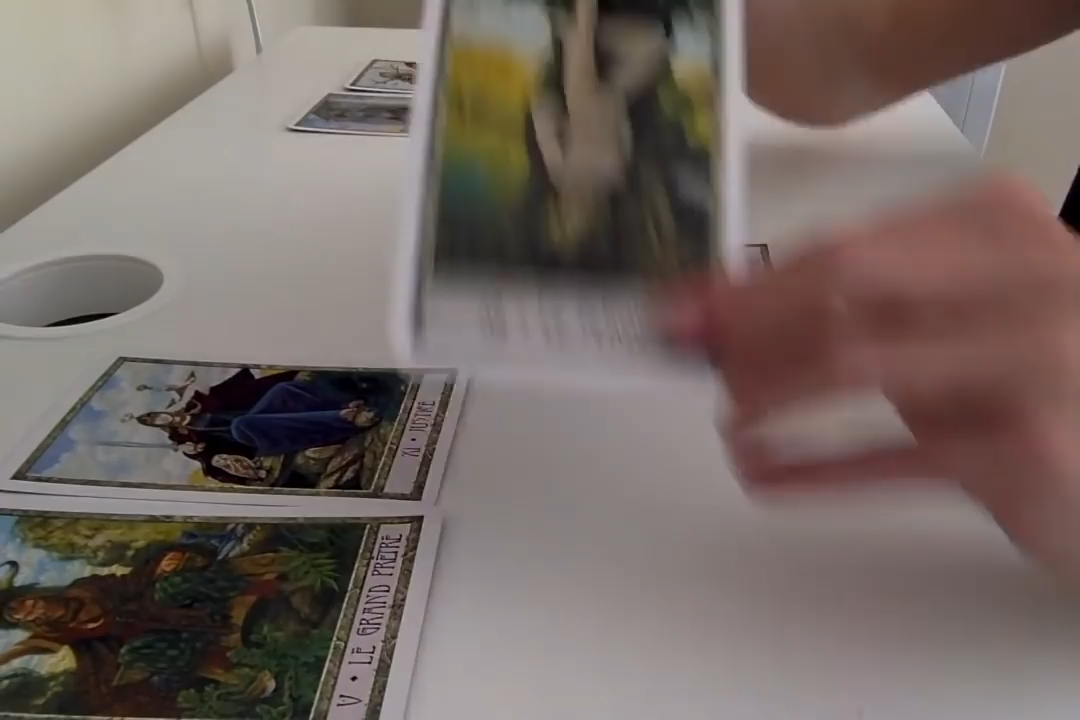 XI • JUSTICE
V • LE GRAND PRÊTRE